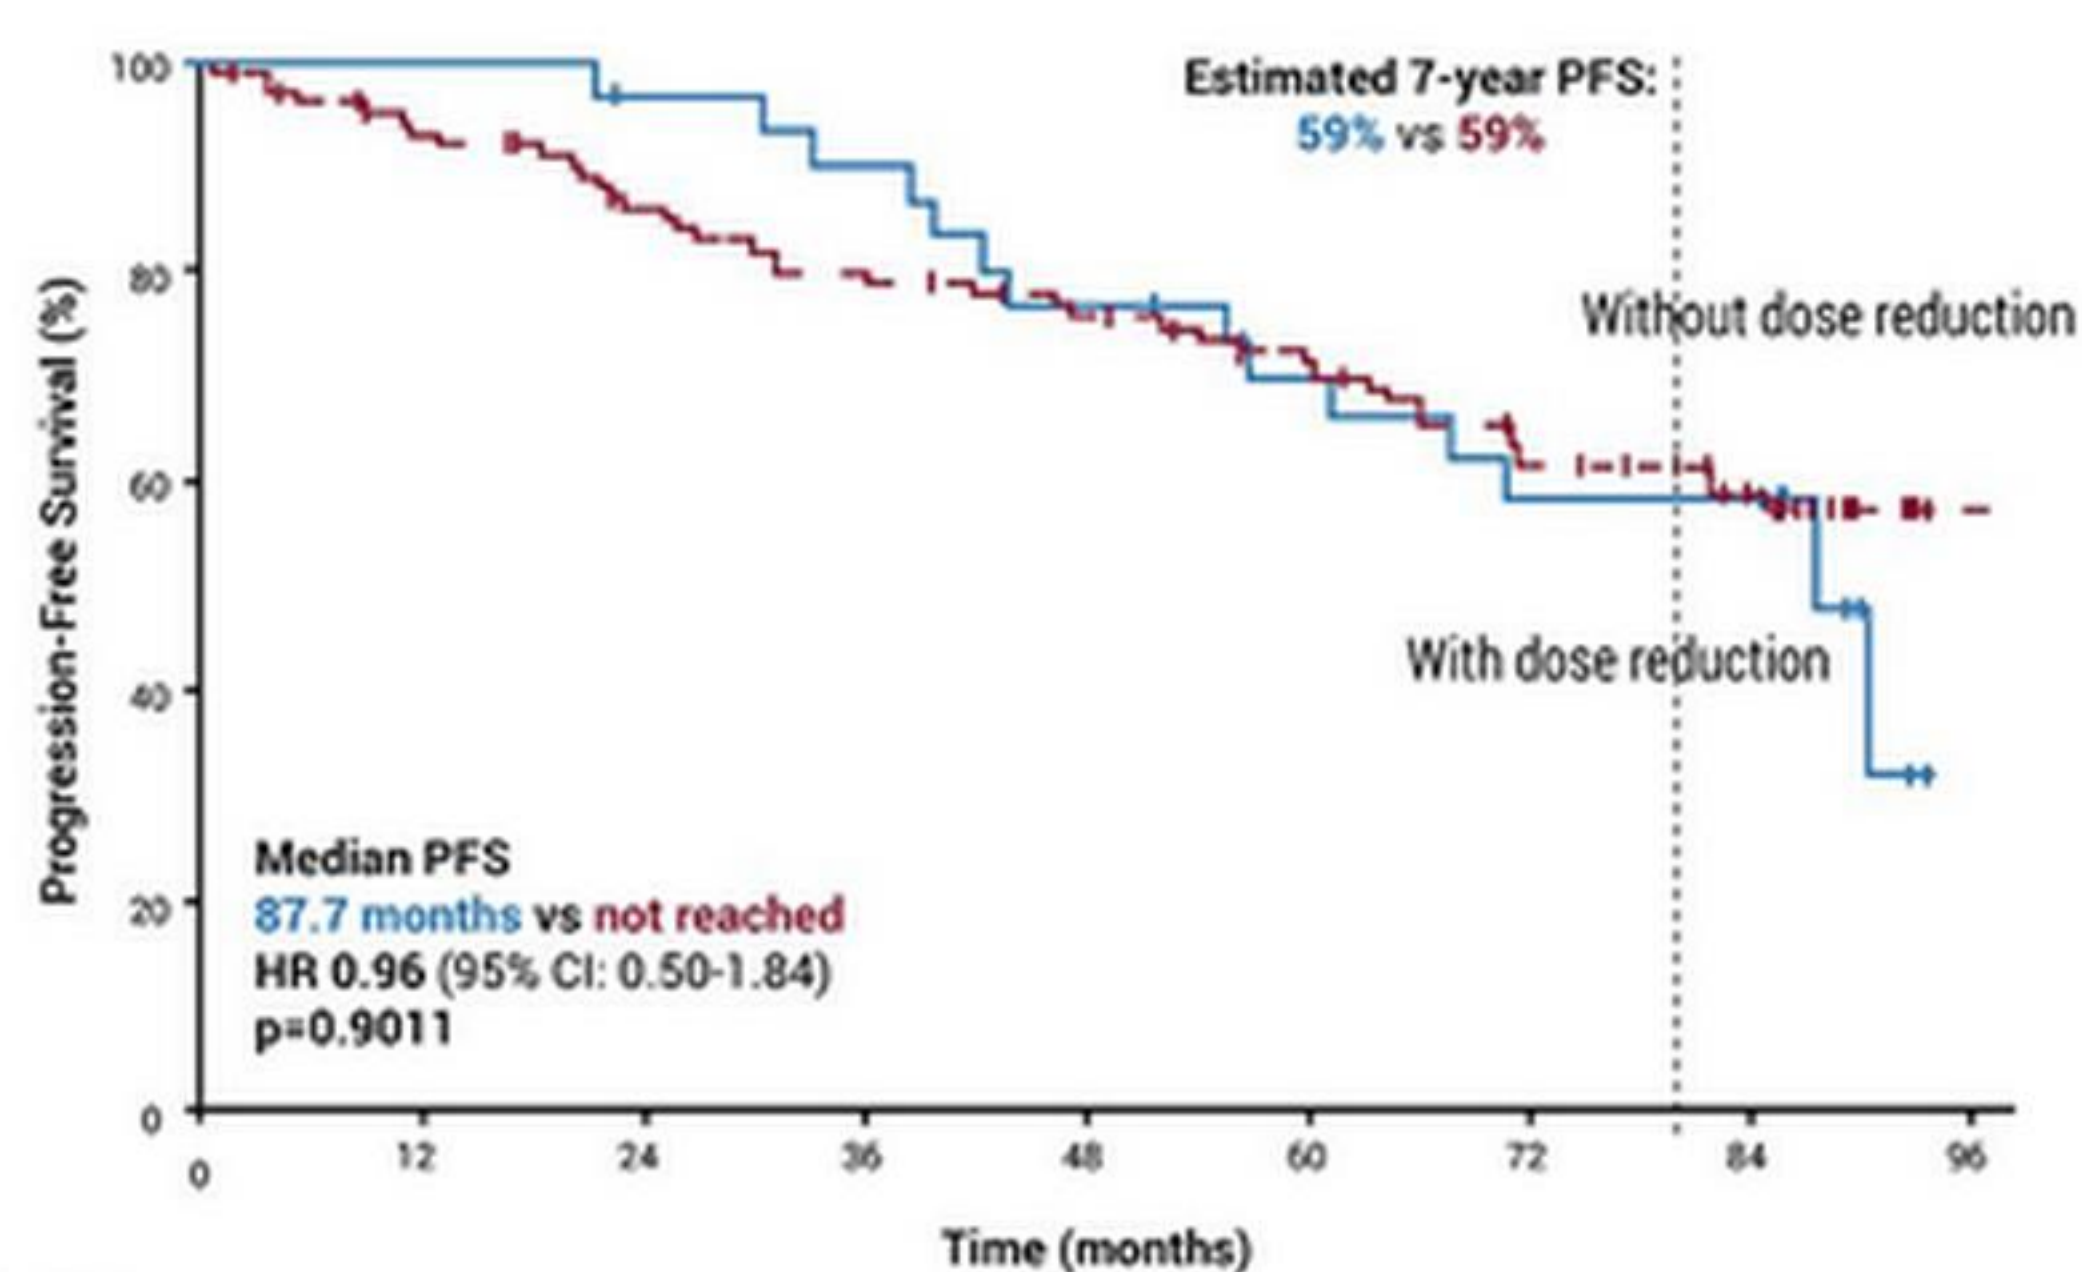 Progression-Free Survival (%)
100
80
60
40
20
0
Estimated 7-year PFS:
59% vs 59%
Without dose reduction
With dose reduction
Median PFS
87.7 months vs not reached
HR 0.96 (95% CI: 0.50-1.84)
p=0.9011
0 12 24 36 48 60 72 84 96
Time (months)